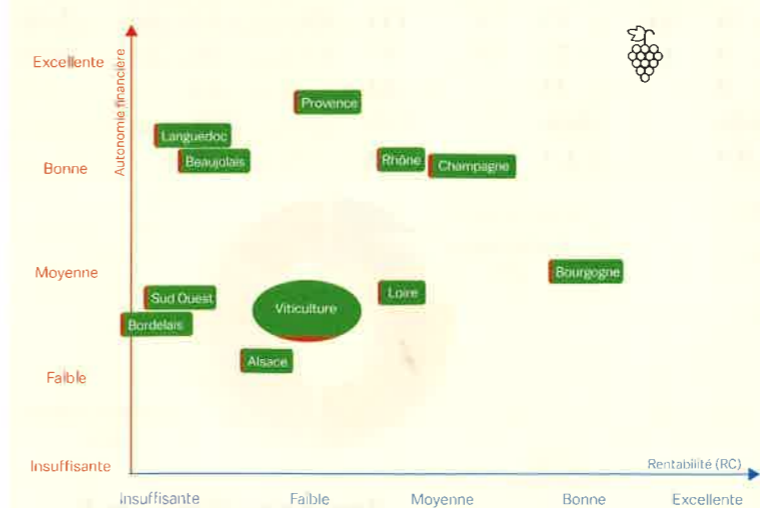 Excellente
Autonomie financière
Provence
Languedoc
Beaujolais
Rhône
Champagne
Bonne
Moyenne
Bourgogne
Sud Ouest
Loire
Viticulture
Bordelais
Alsace
Faible
Insuffisante
Rentabilité (RC)
Insuffisante
Faible
Moyenne
Bonne
Excellente